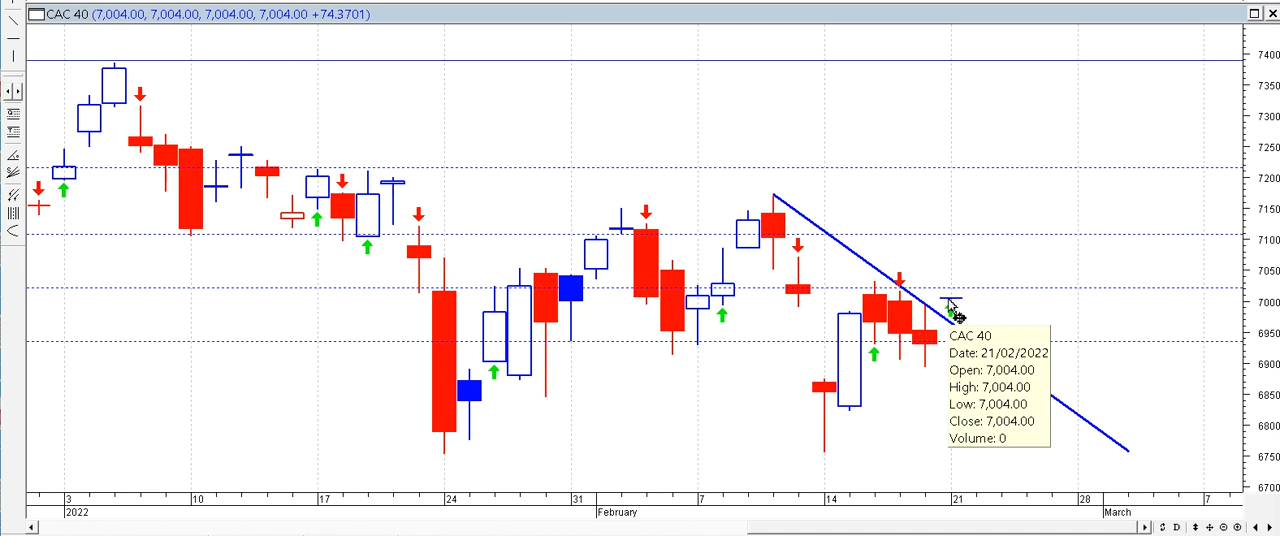 CAC 40 (7,004.00, 7,004.00, 7,004.00, 7,004.00 +74.3701)
7400
7350
7300
7250
7200
7150
7100
7050
7000
6950
6900
6850
6800
6750
6700
CAC 40
Date: 21/02/2022
Open: 7,004.00
High: 7,004.00
Low: 7,004.00
Close: 7,004.00
Volume: 0
3 10 17 24 31 7 14 21 28 7
2022 February March
D